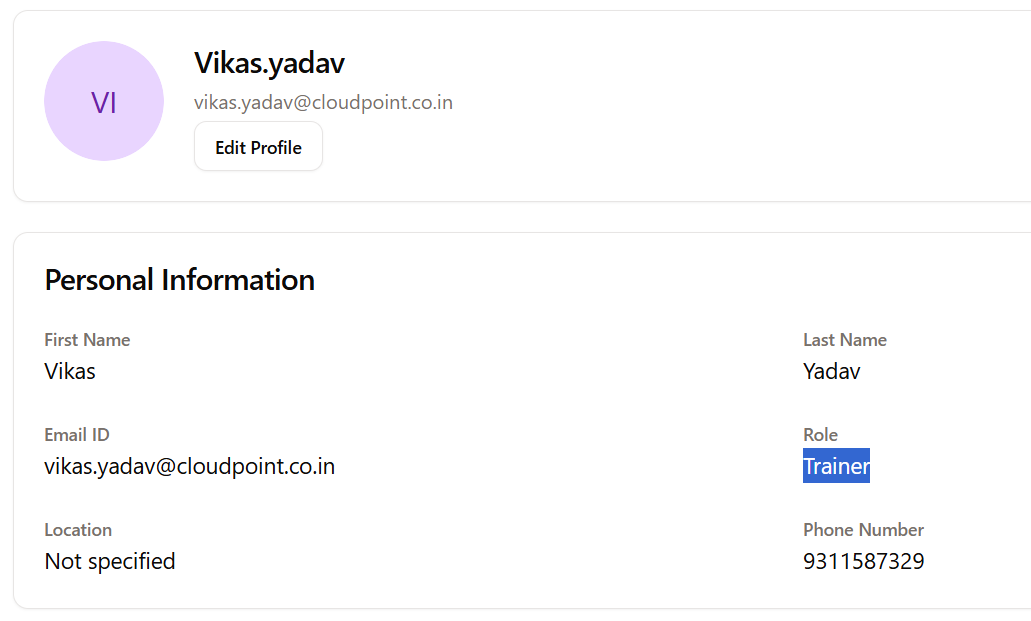 VI
Vikas.yadav
vikas.yadav@cloudpoint.co.in
Edit Profile
Personal Information
First Name
Vikas
Last Name
Yadav
Email ID
vikas.yadav@cloudpoint.co.in
Role
Trainer
Location
Not specified
Phone Number
9311587329